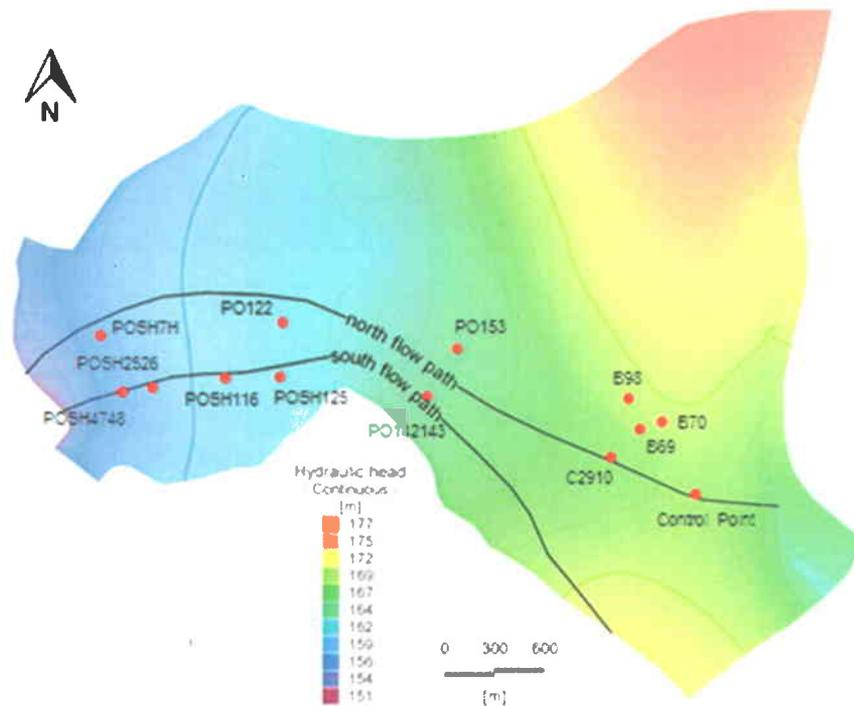 N
PO122
POSH7H
PO153
north flow path
POSH2526
south flow path
B98
POSH4748
POSH116
POSH125
B70
PO142143
B69
C2910
Hydraulic head
Continuous
[m]
Control Point
177
175
172
169
167
164
162
159
156
154
151
0 300 600
[m]